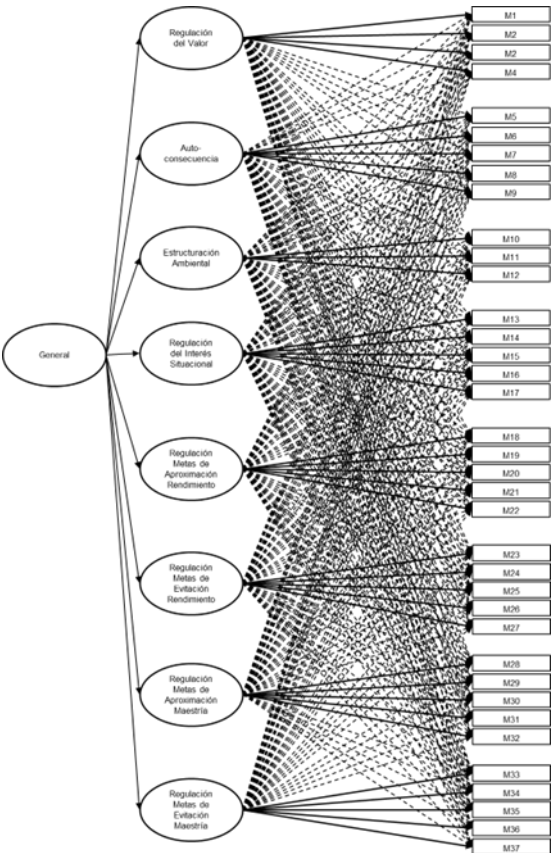 General
Regulación
del Valor
Auto-
consecuencia
Estructuración
Ambiental
Regulación
del Interés
Situacional
Regulación
Metas de
Aproximación
Rendimiento
Regulación
Metas de
Evitación
Rendimiento
Regulación
Metas de
Aproximación
Maestría
Regulación
Metas de
Evitación
Maestría
M1
M2
M2
M4
M5
M6
M7
M8
M9
M10
M11
M12
M13
M14
M15
M16
M17
M18
M19
M20
M21
M22
M23
M24
M25
M26
M27
M28
M29
M30
M31
M32
M33
M34
M35
M36
M37